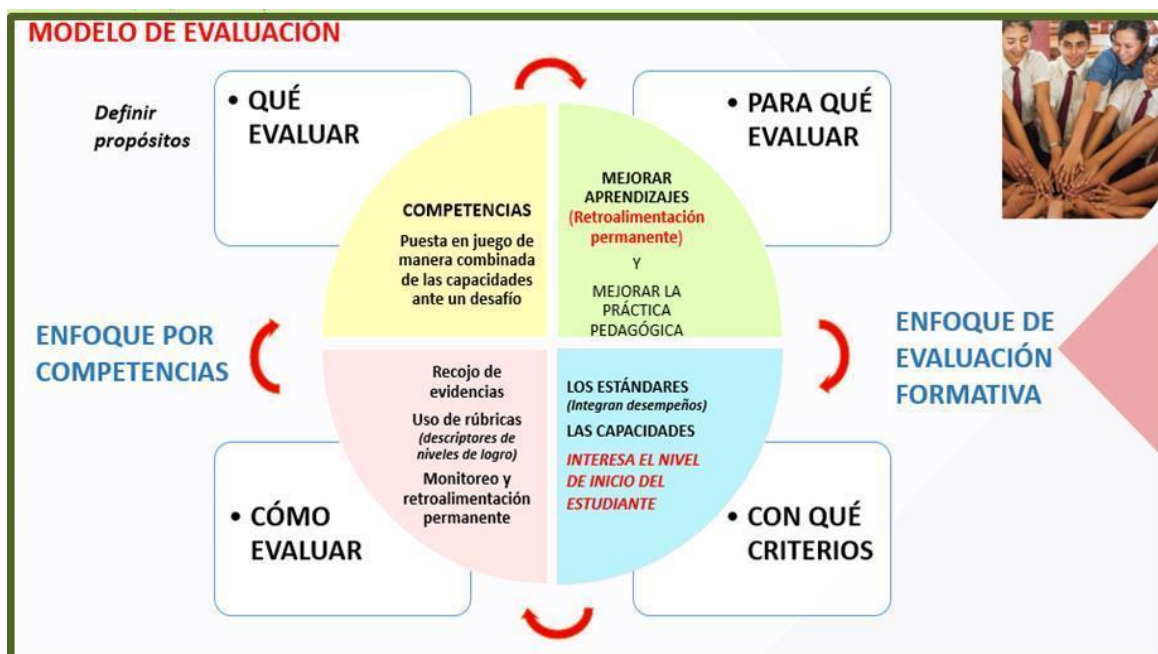 MODELO DE EVALUACIÓN
Definir
propósitos
• QUÉ
EVALUAR
• PARA QUÉ
EVALUAR
COMPETENCIAS
Puesta en juego de
manera combinada
de las capacidades
ante un desafío
MEJORAR
APRENDIZAJES
(Retroalimentación
permanente)
Y
MEJORAR LA
PRÁCTICA
PEDAGÓGICA
ENFOQUE POR
COMPETENCIAS
ENFOQUE DE
EVALUACIÓN
FORMATIVA
Recojo de
evidencias
Uso de rúbricas
(descriptores de
niveles de logro)
Monitoreo y
retroalimentación
permanente
LOS ESTÁNDARES
(Integran desempeños)
LAS CAPACIDADES
INTERESA EL NIVEL
DE INICIO DEL
ESTUDIANTE
• CÓMO
EVALUAR
• CON QUÉ
CRITERIOS